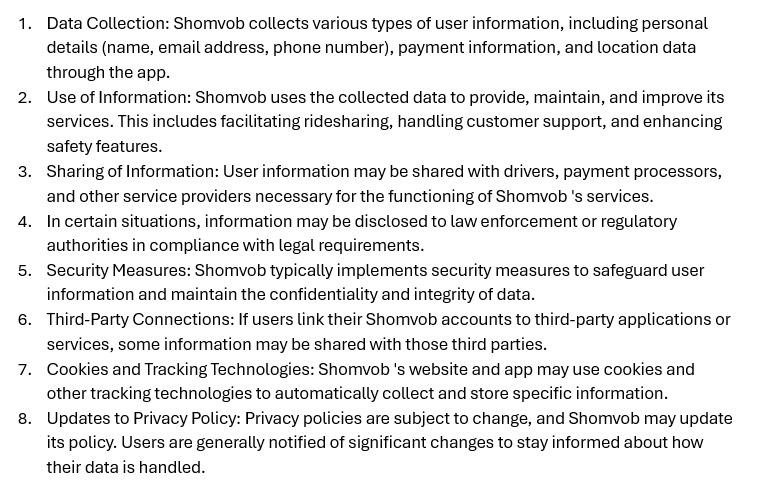 1. Data Collection: Shomvob collects various types of user information, including personal
details (name, email address, phone number), payment information, and location data
through the app.
2. Use of Information: Shomvob uses the collected data to provide, maintain, and improve its
services. This includes facilitating ridesharing, handling customer support, and enhancing
safety features.
3. Sharing of Information: User information may be shared with drivers, payment processors,
and other service providers necessary for the functioning of Shomvob 's services.
4. In certain situations, information may be disclosed to law enforcement or regulatory
authorities in compliance with legal requirements.
5. Security Measures: Shomvob typically implements security measures to safeguard user
information and maintain the confidentiality and integrity of data.
6. Third-Party Connections: If users link their Shomvob accounts to third-party applications or
services, some information may be shared with those third parties.
7. Cookies and Tracking Technologies: Shomvob 's website and app may use cookies and
other tracking technologies to automatically collect and store specific information.
8. Updates to Privacy Policy: Privacy policies are subject to change, and Shomvob may update
its policy. Users are generally notified of significant changes to stay informed about how
their data is handled.